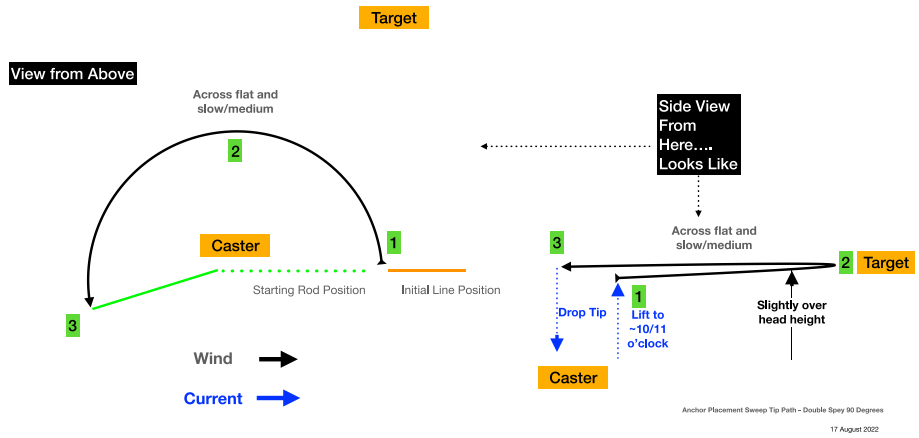 Target
View from Above
Across flat and
slow/medium
2
Caster
1
3
Starting Rod Position
Initial Line Position
Wind
Current
Side View
From
Here....
Looks Like
Across flat and
slow/medium
3
2
Target
1
Drop Tip
Lift to
~10/11
o’clock
Slightly over
head height
Caster
Anchor Placement Sweep Tip Path – Double Spey 90 Degrees
17 August 2022